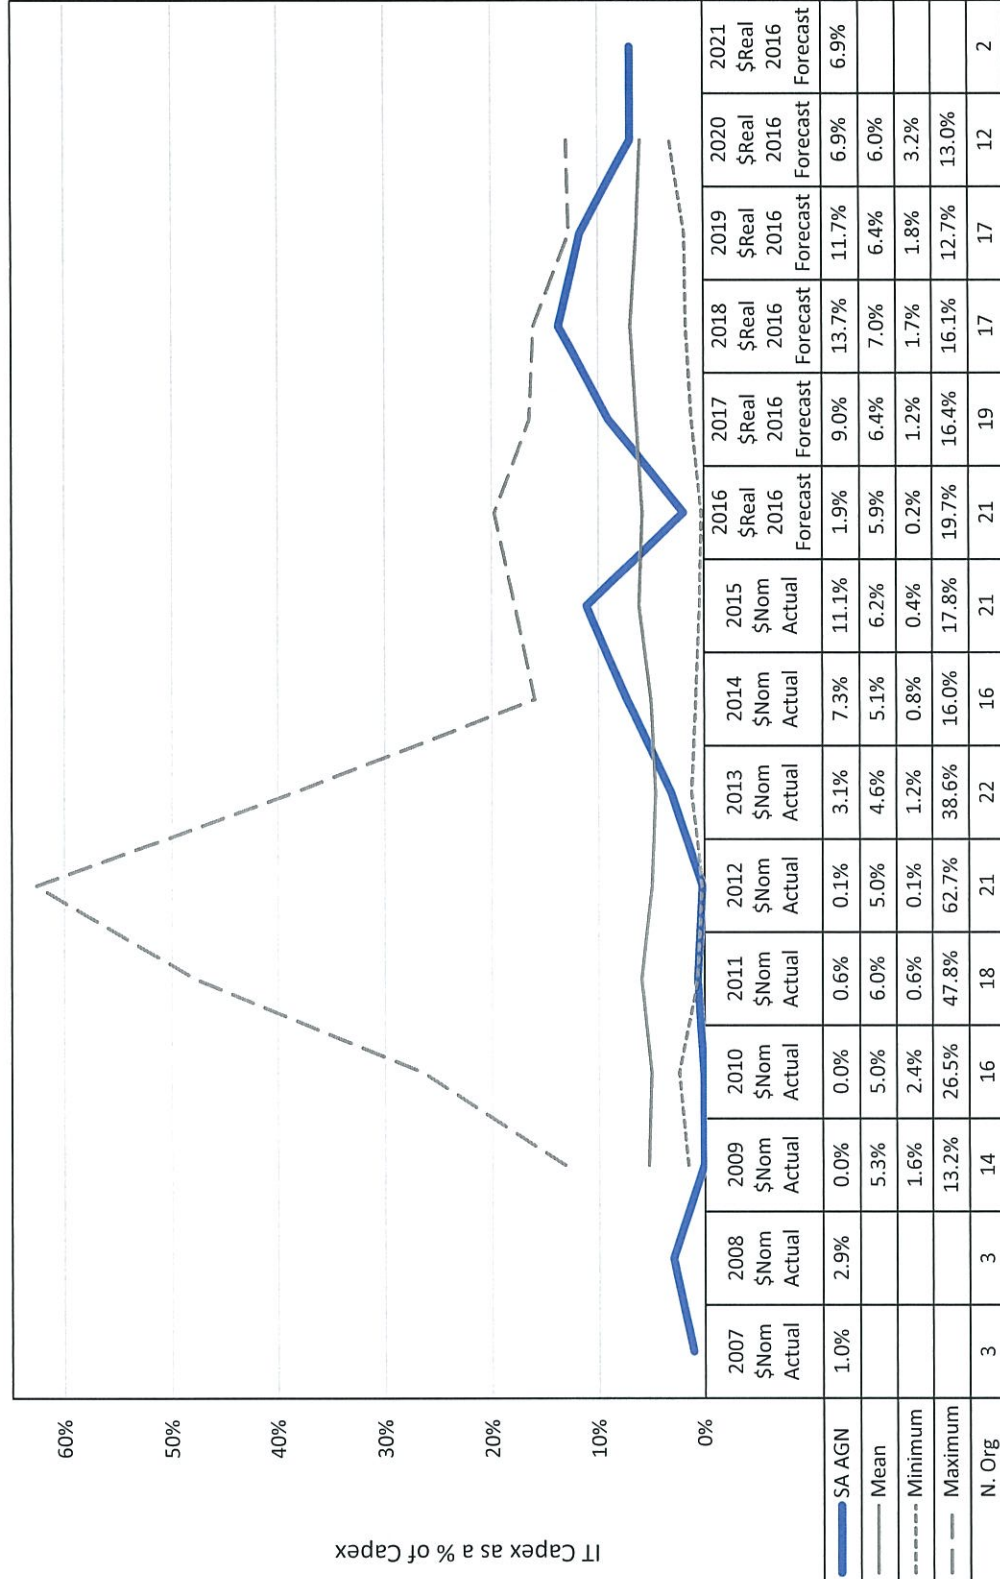 IT Capex as a % of Capex
60%
50%
40%
30%
20%
10%
0%
2007 $Nom Actual
2008 $Nom Actual
2009 $Nom Actual
2010 $Nom Actual
2011 $Nom Actual
2012 $Nom Actual
2013 $Nom Actual
2014 $Nom Actual
2015 $Nom Actual
2016 $Real 2016 Forecast
2017 $Real 2016 Forecast
2018 $Real 2016 Forecast
2019 $Real 2016 Forecast
2020 $Real 2016 Forecast
2021 $Real 2016 Forecast
SA AGN 1.0% 2.9% 0.0% 0.0% 0.6% 0.1% 3.1% 7.3% 11.1% 1.9% 9.0% 13.7% 11.7% 6.9% 6.9%
Mean 5.3% 5.0% 6.0% 5.0% 4.6% 5.1% 6.2% 5.9% 6.4% 7.0% 6.4% 6.0%
Minimum 1.6% 2.4% 0.6% 0.1% 1.2% 0.8% 0.4% 0.2% 1.2% 1.7% 1.8% 3.2%
Maximum 13.2% 26.5% 47.8% 62.7% 38.6% 16.0% 17.8% 19.7% 16.4% 16.1% 12.7% 13.0%
N. Org 3 3 14 16 18 21 22 16 21 21 19 17 17 12 2